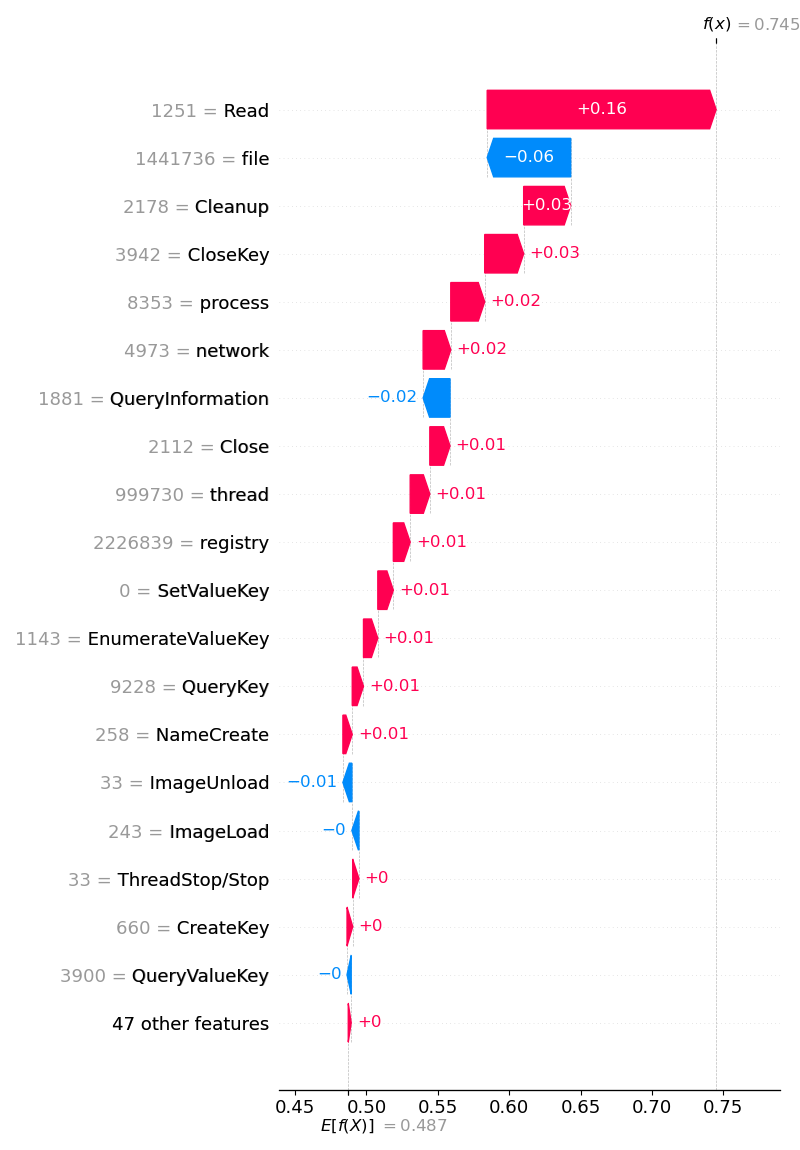 f(x) = 0.745
1251 = Read +0.16
1441736 = file −0.06
2178 = Cleanup +0.03
3942 = CloseKey +0.03
8353 = process +0.02
4973 = network +0.02
1881 = QueryInformation −0.02
2112 = Close +0.01
999730 = thread +0.01
2226839 = registry +0.01
0 = SetValueKey +0.01
1143 = EnumerateValueKey +0.01
9228 = QueryKey +0.01
258 = NameCreate +0.01
33 = ImageUnload −0.01
243 = ImageLoad −0
33 = ThreadStop/Stop +0
660 = CreateKey +0
3900 = QueryValueKey −0
47 other features +0
0.45 0.50 0.55 0.60 0.65 0.70 0.75
E[f(X)] = 0.487